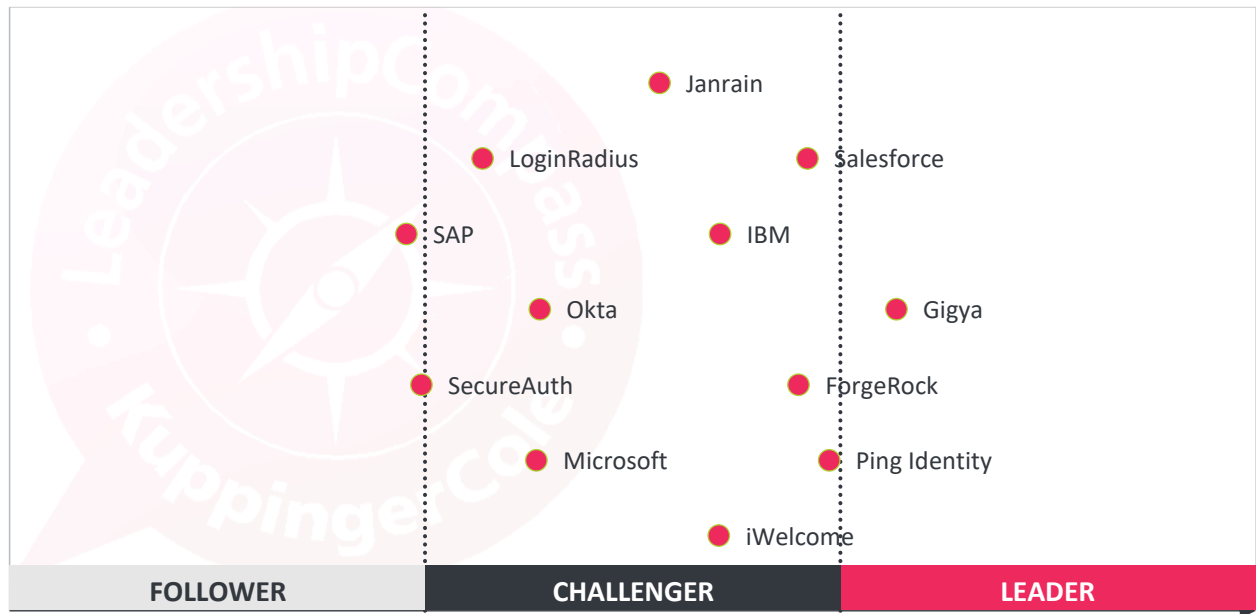 LeadershipCompass
KuppingerCole
Janrain
LoginRadius
Salesforce
SAP
IBM
Okta
Gigya
SecureAuth
ForgeRock
Microsoft
Ping Identity
iWelcome
FOLLOWER
CHALLENGER
LEADER